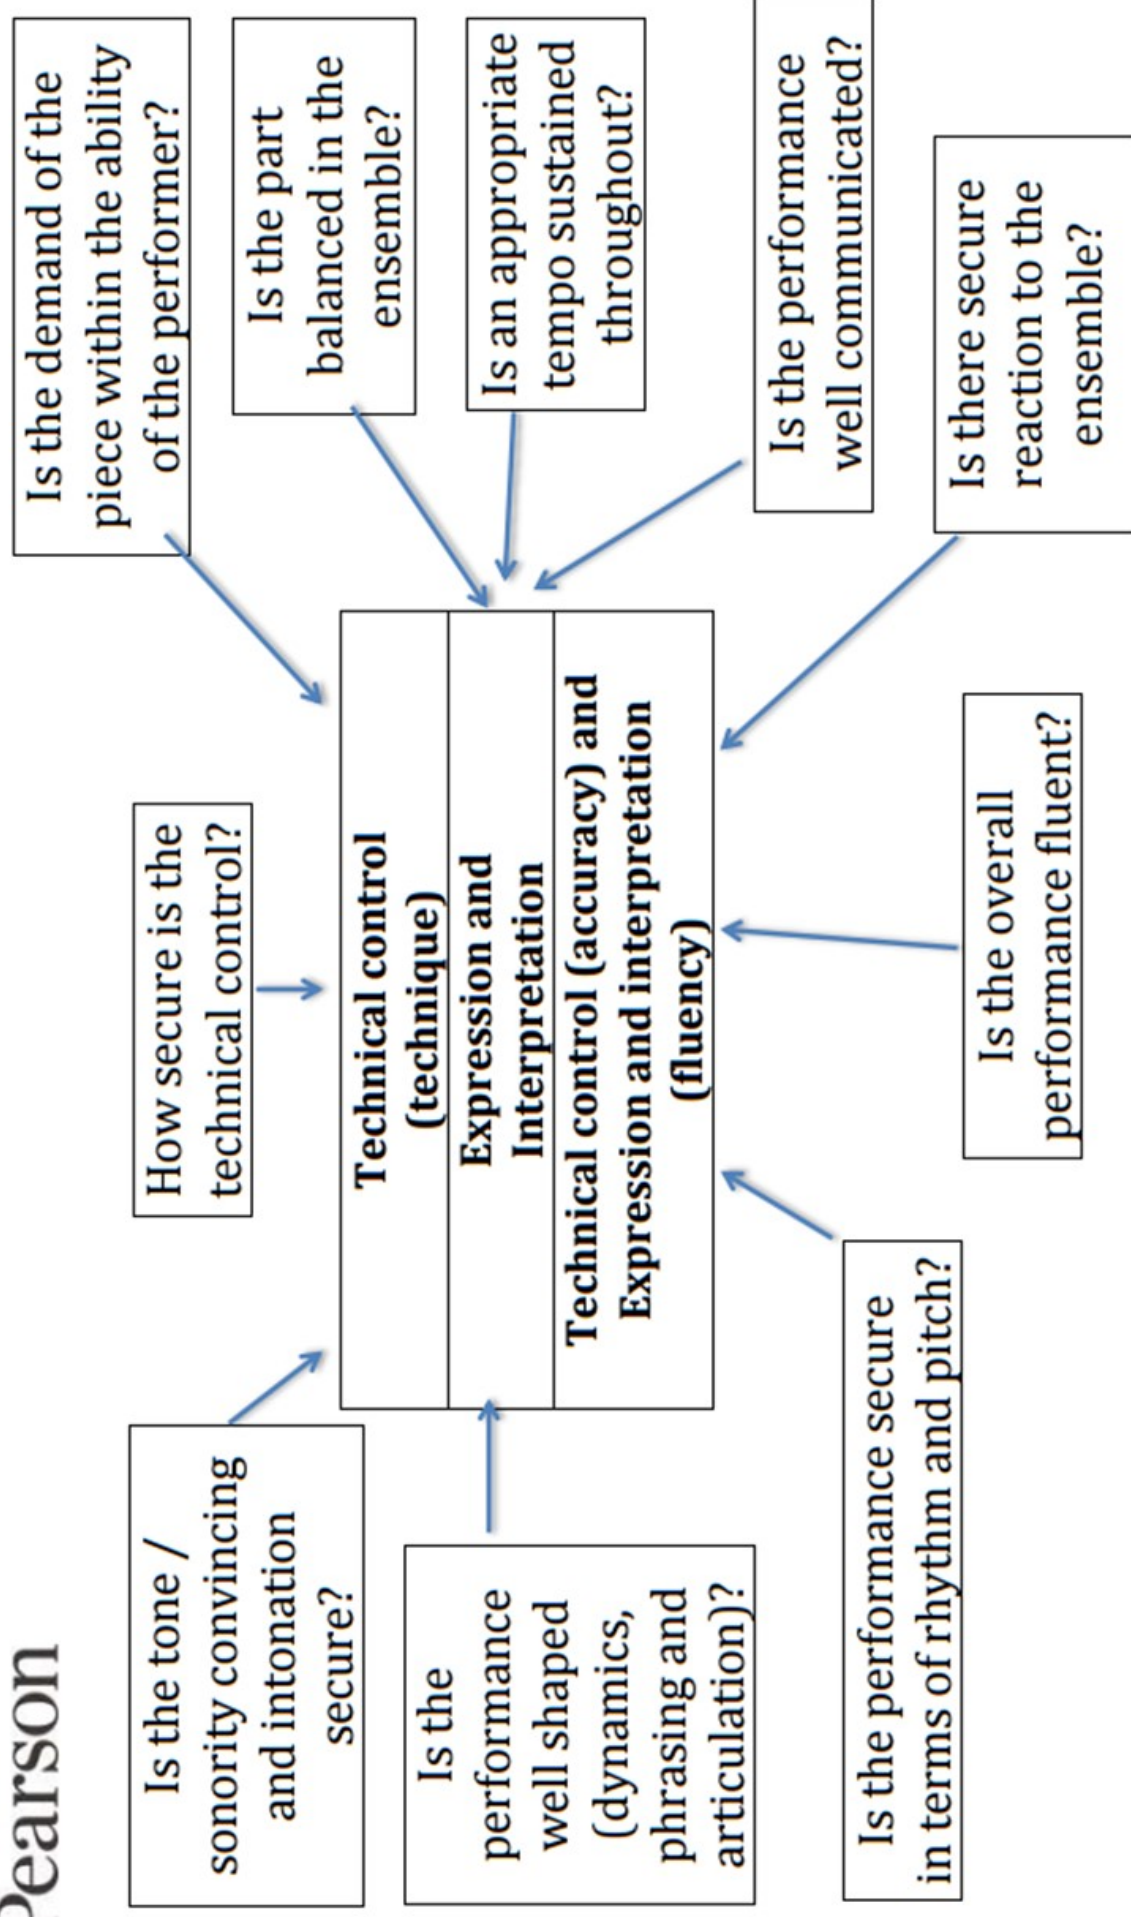 Pearson
Is the tone /
sonority convincing
and intonation
secure?
How secure is the
technical control?
Is the demand of the
piece within the ability
of the performer?
Is the part
balanced in the
ensemble?
Technical control
(technique)
Expression and
Interpretation
Technical control (accuracy) and
Expression and interpretation
(fluency)
Is the
performance
well shaped
(dynamics,
phrasing and
articulation)?
Is an appropriate
tempo sustained
throughout?
Is the performance
well communicated?
Is the performance secure
in terms of rhythm and pitch?
Is the overall
performance fluent?
Is there secure
reaction to the
ensemble?